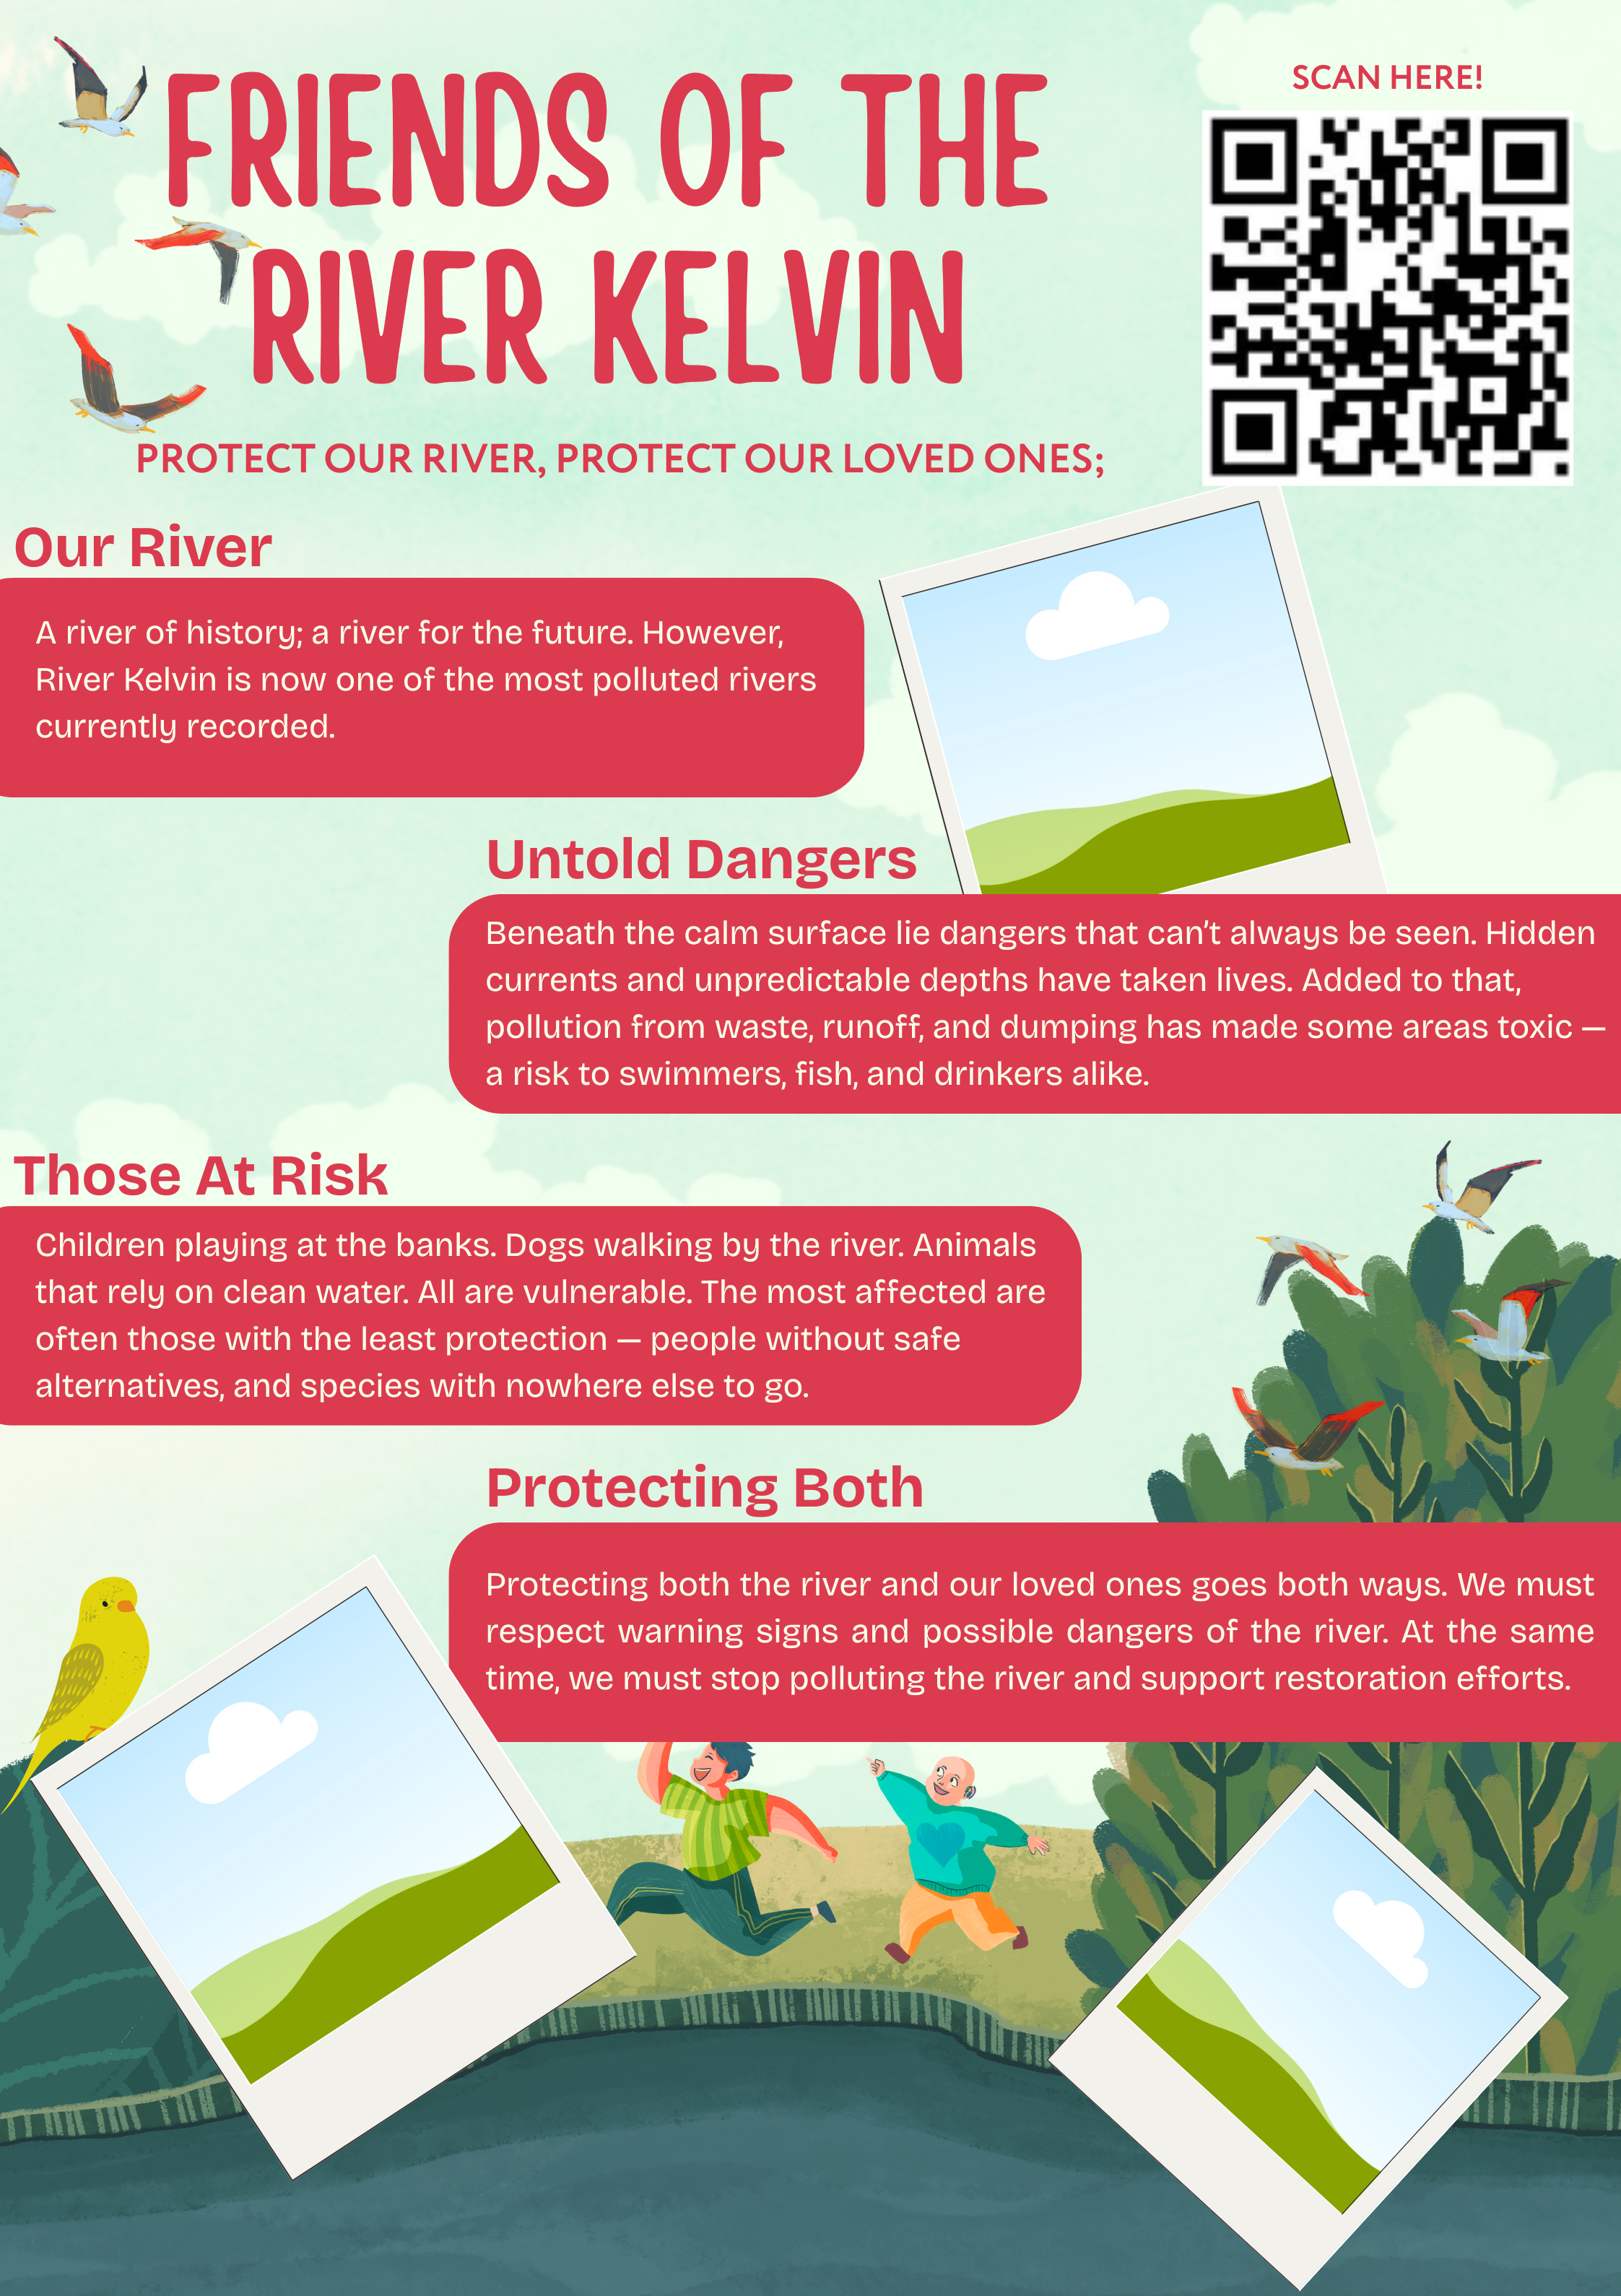 FRIENDS OF THE
RIVER KELVIN
SCAN HERE!
PROTECT OUR RIVER, PROTECT OUR LOVED ONES;
Our River
A river of history; a river for the future. However,
River Kelvin is now one of the most polluted rivers
currently recorded.
Untold Dangers
Beneath the calm surface lie dangers that can’t always be seen. Hidden
currents and unpredictable depths have taken lives. Added to that,
pollution from waste, runoff, and dumping has made some areas toxic —
a risk to swimmers, fish, and drinkers alike.
Those At Risk
Children playing at the banks. Dogs walking by the river. Animals
that rely on clean water. All are vulnerable. The most affected are
often those with the least protection — people without safe
alternatives, and species with nowhere else to go.
Protecting Both
Protecting both the river and our loved ones goes both ways. We must
respect warning signs and possible dangers of the river. At the same
time, we must stop polluting the river and support restoration efforts.